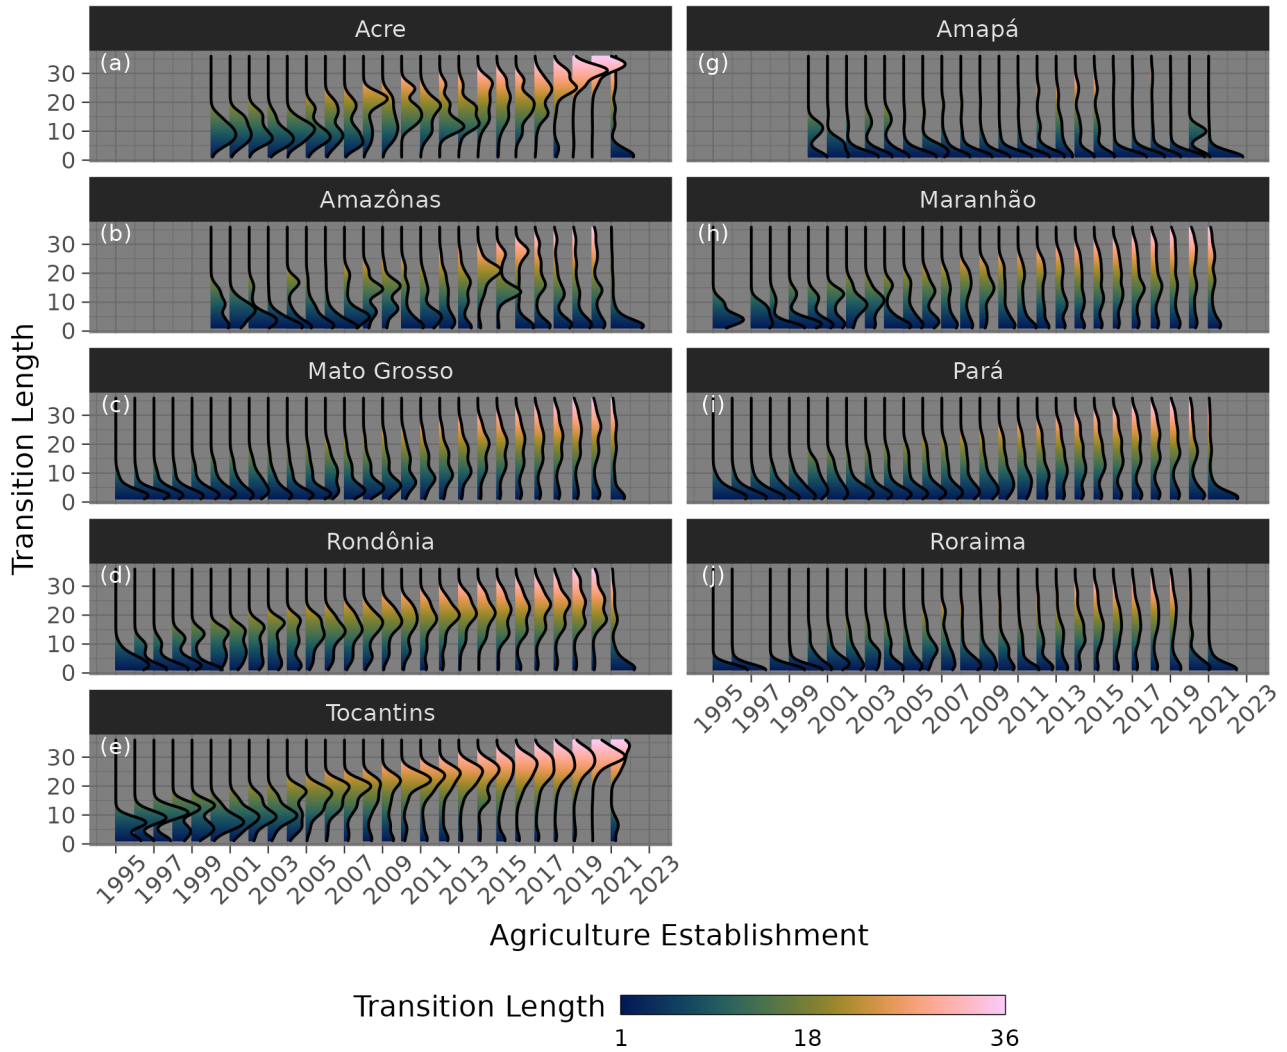 Acre
Amapá
(a)
(g)
30
20
10
0
Amazônas
Maranhão
(b)
(h)
30
20
10
0
Mato Grosso
Pará
(c)
(i)
30
20
10
0
Rondônia
Roraima
(d)
(j)
30
20
10
0
1995 1997 1999 2001 2003 2005 2007 2009 2011 2013 2015 2017 2019 2021 2023
Tocantins
(e)
30
20
10
0
1995 1997 1999 2001 2003 2005 2007 2009 2011 2013 2015 2017 2019 2021 2023
Transition Length
Agriculture Establishment
Transition Length
1 18 36